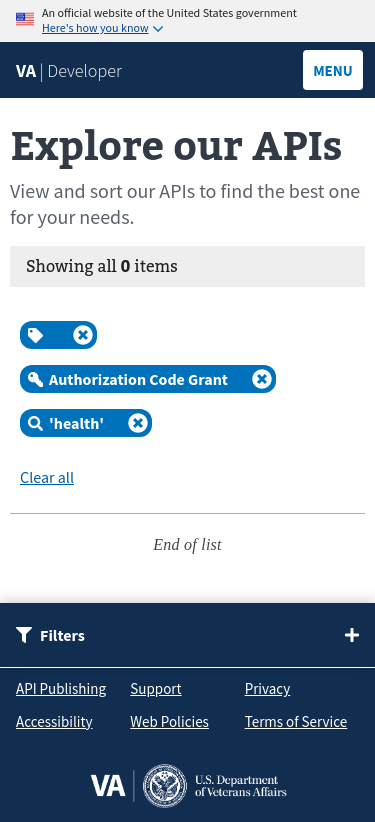 An official website of the United States government
Here's how you know
VA | Developer
MENU
Explore our APIs
View and sort our APIs to find the best one
for your needs.
Showing all 0 items
Authorization Code Grant
'health'
Clear all
End of list
Filters
API Publishing Support Privacy
Accessibility Web Policies Terms of Service
VA | U.S. Department
of Veterans Affairs